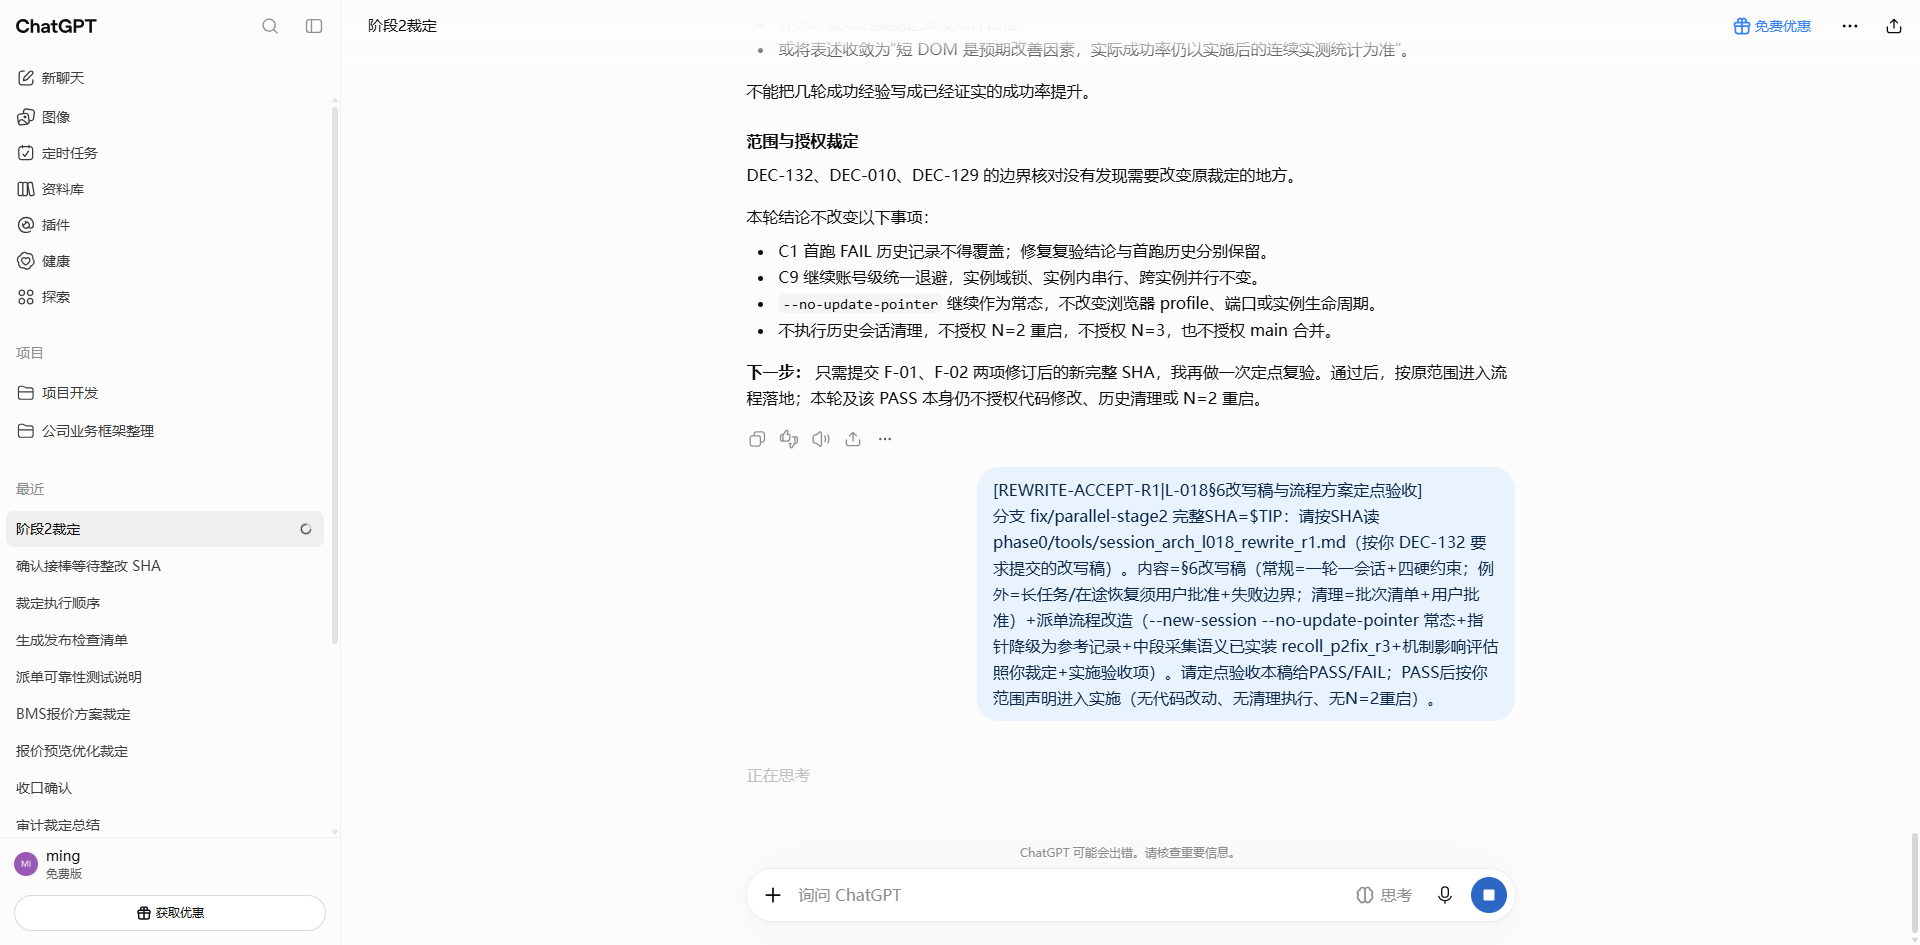 ChatGPT
新聊天
图像
定时任务
资料库
插件
健康
探索
项目
项目开发
公司业务框架整理
最近
阶段2裁定
确认接棒等待整改 SHA
裁定执行顺序
生成发布检查清单
派单可靠性测试说明
BMS报价方案裁定
报价预览优化裁定
收口确认
审计裁定总结
MI
ming
免费版
获取优惠
阶段2裁定
免费优惠
或将表述收敛为“短 DOM 是预期改善因素，实际成功率仍以实施后的连续实测统计为准”。
不能把几轮成功经验写成已经证实的成功率提升。
范围与授权裁定
DEC-132、DEC-010、DEC-129 的边界核对没有发现需要改变原裁定的地方。
本轮结论不改变以下事项：
C1 首跑 FAIL 历史记录不得覆盖；修复复验结论与首跑历史分别保留。
C9 继续账号级统一退避，实例域锁、实例内串行、跨实例并行不变。
--no-update-pointer 继续作为常态，不改变浏览器 profile、端口或实例生命周期。
不执行历史会话清理，不授权 N=2 重启，不授权 N=3，也不授权 main 合并。
下一步： 只需提交 F-01、F-02 两项修订后的新完整 SHA，我再做一次定点复验。通过后，按原范围进入流
程落地；本轮及该 PASS 本身仍不授权代码修改、历史清理或 N=2 重启。
[REWRITE-ACCEPT-R1|L-018§6改写稿与流程方案定点验收]
分支 fix/parallel-stage2 完整SHA=$TIP：请按SHA读
phase0/tools/session_arch_l018_rewrite_r1.md（按你 DEC-132 要
求提交的改写稿）。内容=§6改写稿（常规=一轮一会话+四硬约束；例
外=长任务/在途恢复须用户批准+失败边界；清理=批次清单+用户批
准）+派单流程改造（--new-session --no-update-pointer 常态+指
针降级为参考记录+中段采集语义已实装 recoll_p2fix_r3+机制影响评估
照你裁定+实施验收项）。请定点验收本稿给PASS/FAIL；PASS后按你
范围声明进入实施（无代码改动、无清理执行、无N=2重启）。
正在思考
ChatGPT 可能会出错。请核查重要信息。
询问 ChatGPT
思考